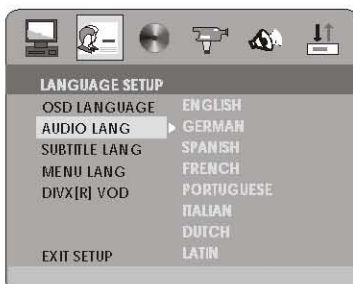 LANGUAGE SETUP
OSD LANGUAGE ENGLISH
AUDIO LANG GERMAN
SUBTITLE LANG SPANISH
MENU LANG FRENCH
DIVX[R] VOD PORTUGUESE
ITALIAN
DUTCH
EXIT SETUP LATIN